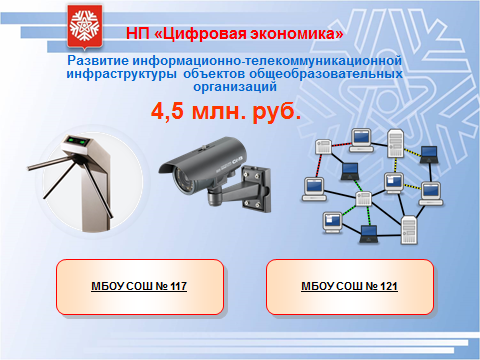 НП «Цифровая экономика»
Развитие информационно-телекоммуникационной
инфраструктуры объектов общеобразовательных
организаций
4,5 млн. руб.
МБОУ СОШ № 117
МБОУ СОШ № 121